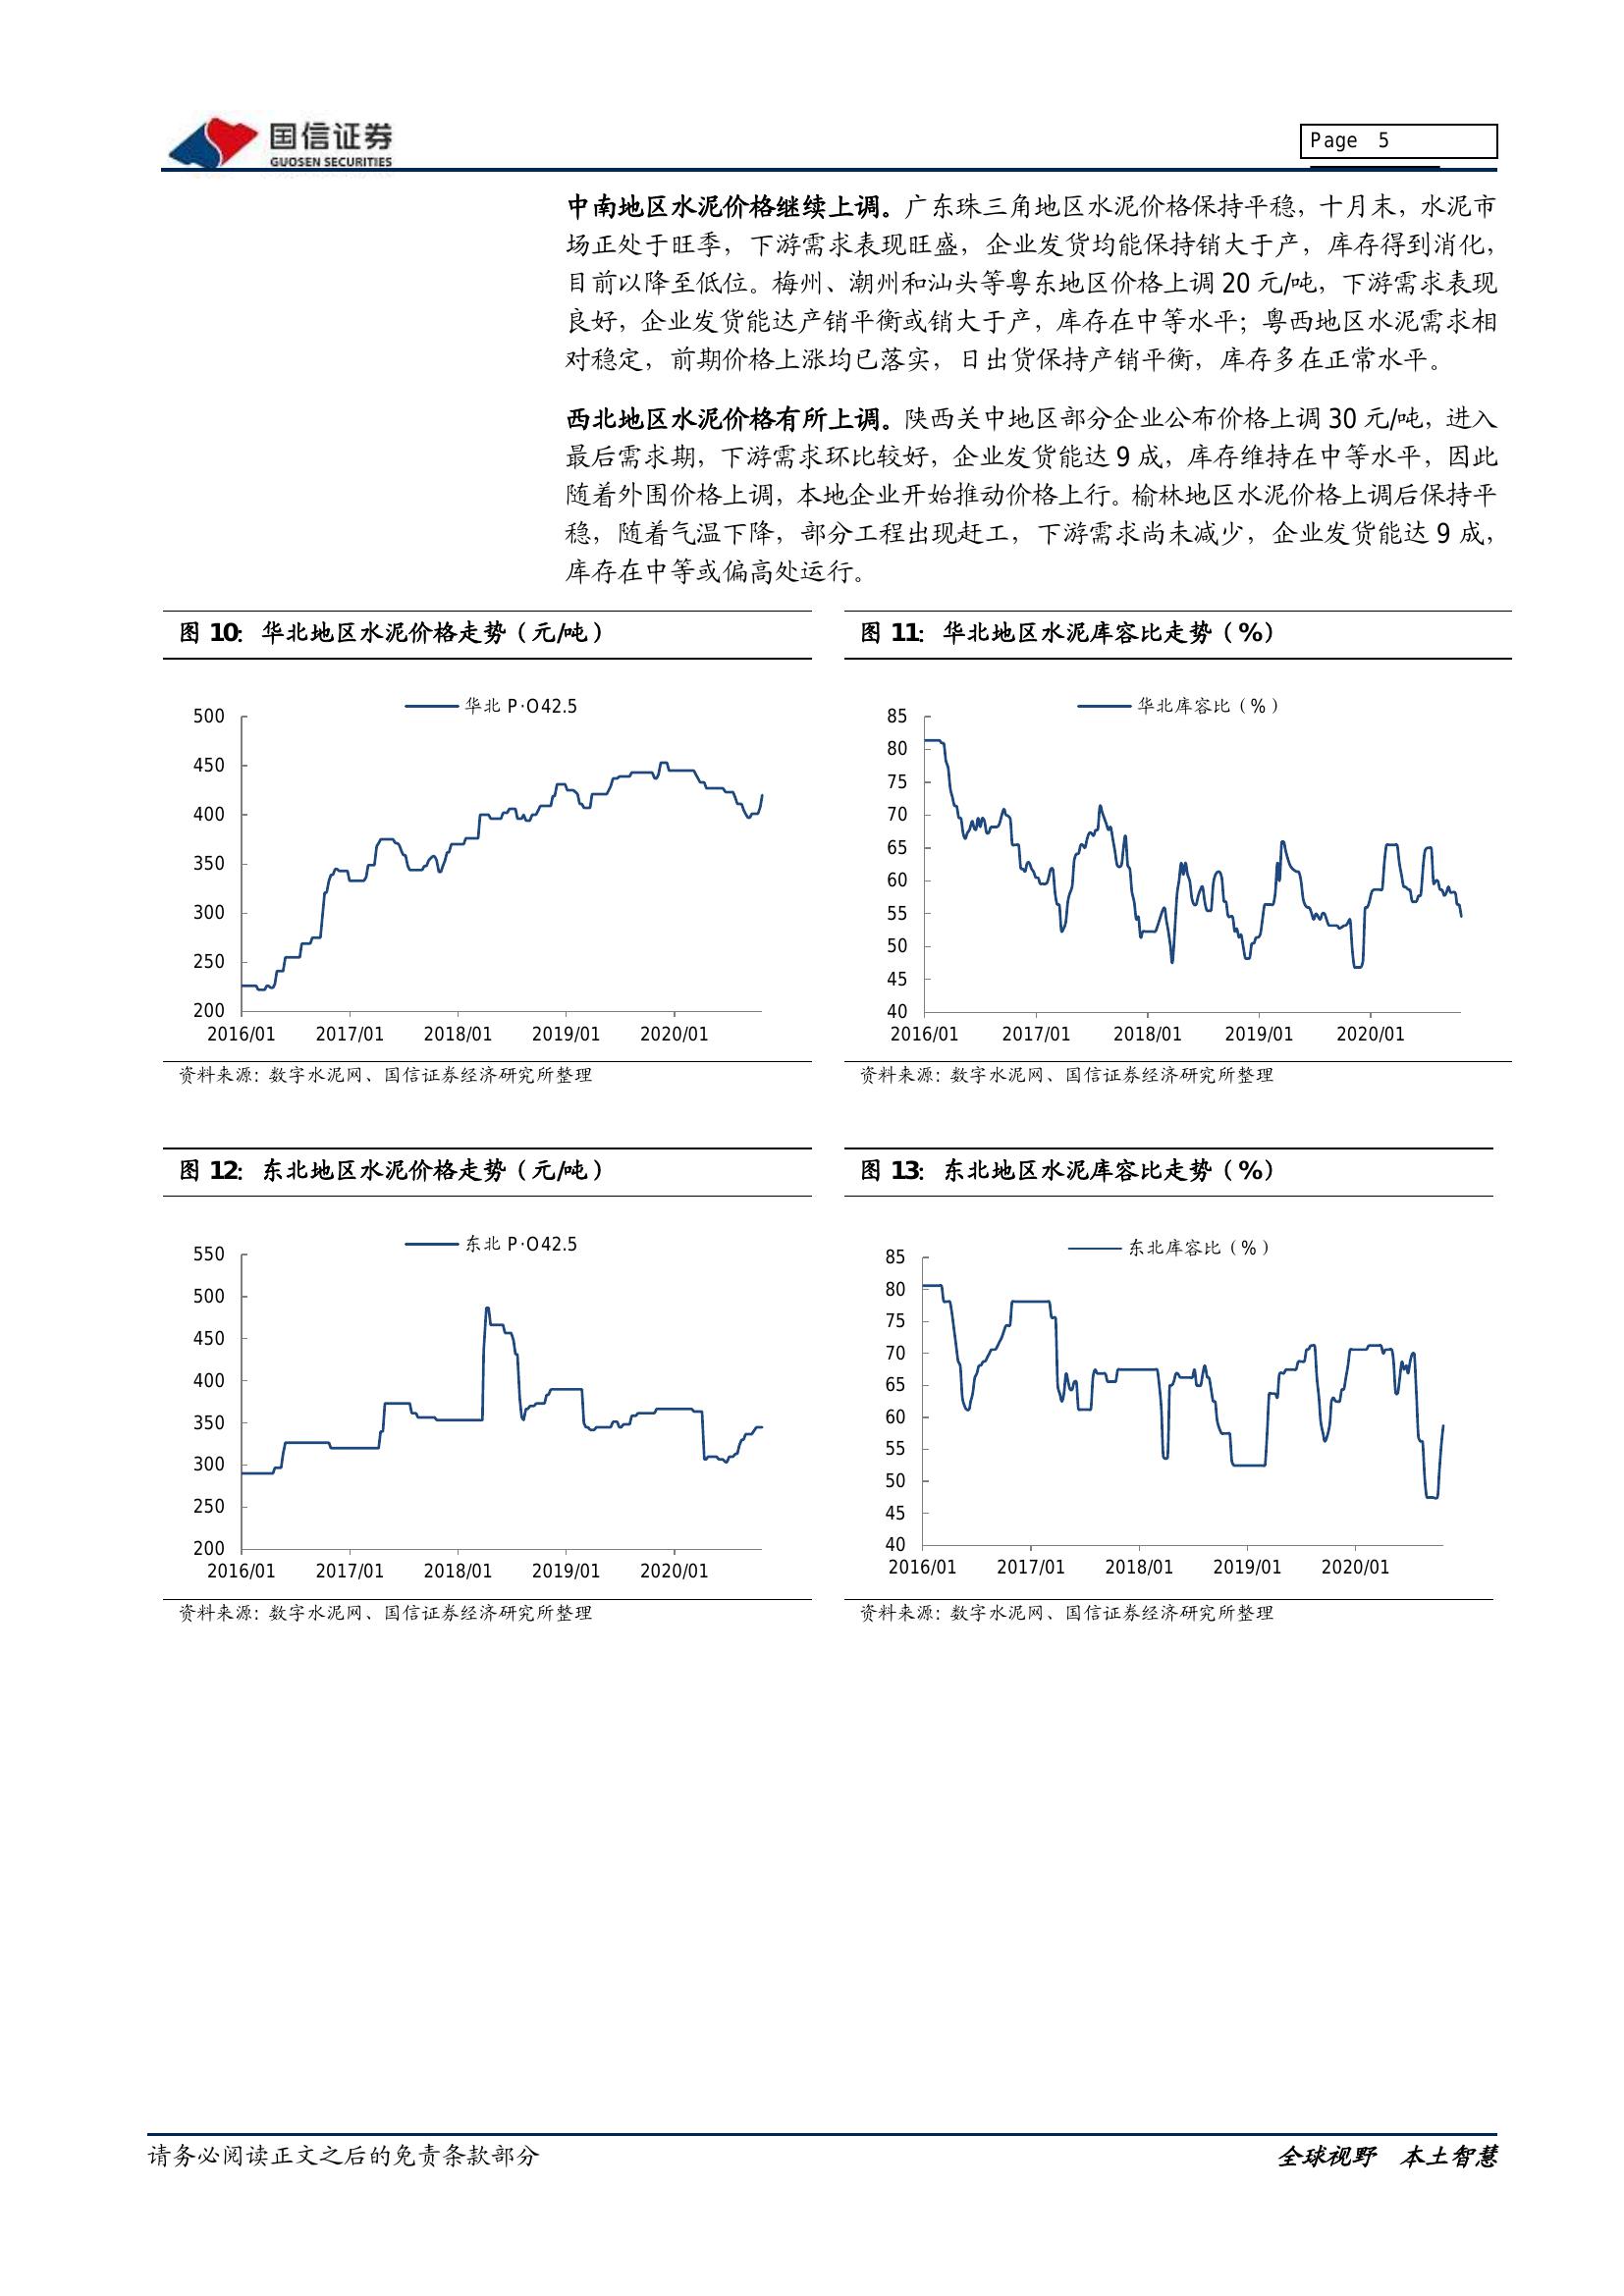 国信证券
GUOSEN SECURITIES
Page 5
中南地区水泥价格继续上调。广东珠三角地区水泥价格保持平稳，十月末，水泥市
场正处于旺季，下游需求表现旺盛，企业发货均能保持销大于产，库存得到消化，
目前以降至低位。梅州、潮州和汕头等粤东地区价格上调 20 元/吨，下游需求表现
良好，企业发货能达产销平衡或销大于产，库存在中等水平；粤西地区水泥需求相
对稳定，前期价格上涨均已落实，日出货保持产销平衡，库存多在正常水平。
西北地区水泥价格有所上调。陕西关中地区部分企业公布价格上调 30 元/吨，进入
最后需求期，下游需求环比较好，企业发货能达 9 成，库存维持在中等水平，因此
随着外围价格上调，本地企业开始推动价格上行。榆林地区水泥价格上调后保持平
稳，随着气温下降，部分工程出现赶工，下游需求尚未减少，企业发货能达 9 成，
库存在中等或偏高处运行。
图 10：华北地区水泥价格走势（元/吨）
华北 P·O42.5
500
450
400
350
300
250
200
2016/01 2017/01 2018/01 2019/01 2020/01
资料来源：数字水泥网、国信证券经济研究所整理
图 11：华北地区水泥库容比走势（%）
华北库容比（%）
85
80
75
70
65
60
55
50
45
40
2016/01 2017/01 2018/01 2019/01 2020/01
资料来源：数字水泥网、国信证券经济研究所整理
图 12：东北地区水泥价格走势（元/吨）
东北 P·O42.5
550
500
450
400
350
300
250
200
2016/01 2017/01 2018/01 2019/01 2020/01
资料来源：数字水泥网、国信证券经济研究所整理
图 13：东北地区水泥库容比走势（%）
东北库容比（%）
85
80
75
70
65
60
55
50
45
40
2016/01 2017/01 2018/01 2019/01 2020/01
资料来源：数字水泥网、国信证券经济研究所整理
请务必阅读正文之后的免责条款部分
全球视野 本土智慧